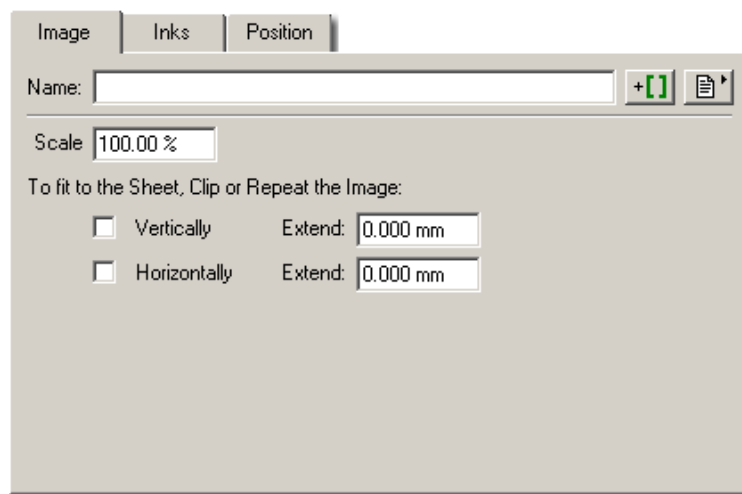 Image Inks Position
Name: +[]
Scale 100.00 %
To fit to the Sheet, Clip or Repeat the Image:
Vertically Extend: 0.000 mm
Horizontally Extend: 0.000 mm